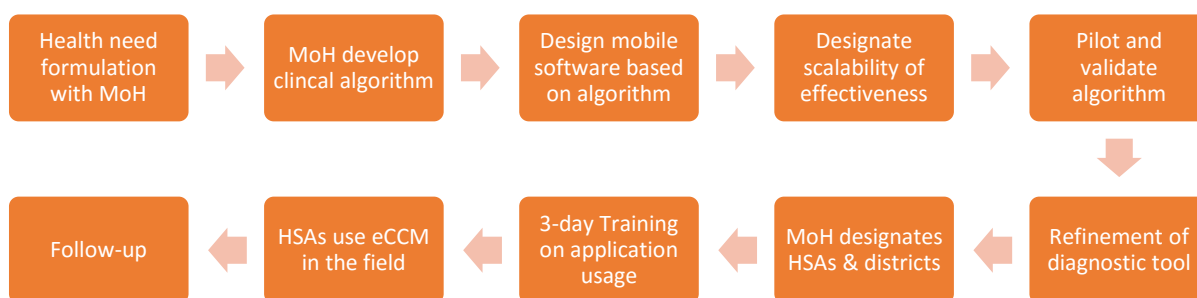 Health need
formulation
with MoH
MoH develop
clincal algorithm
Design mobile
software based
on algorithm
Designate
scalability of
effectiveness
Pilot and
validate
algorithm
Refinement of
diagnostic tool
MoH designates
HSAs & districts
3-day Training
on application
usage
HSAs use eCCM
in the field
Follow-up